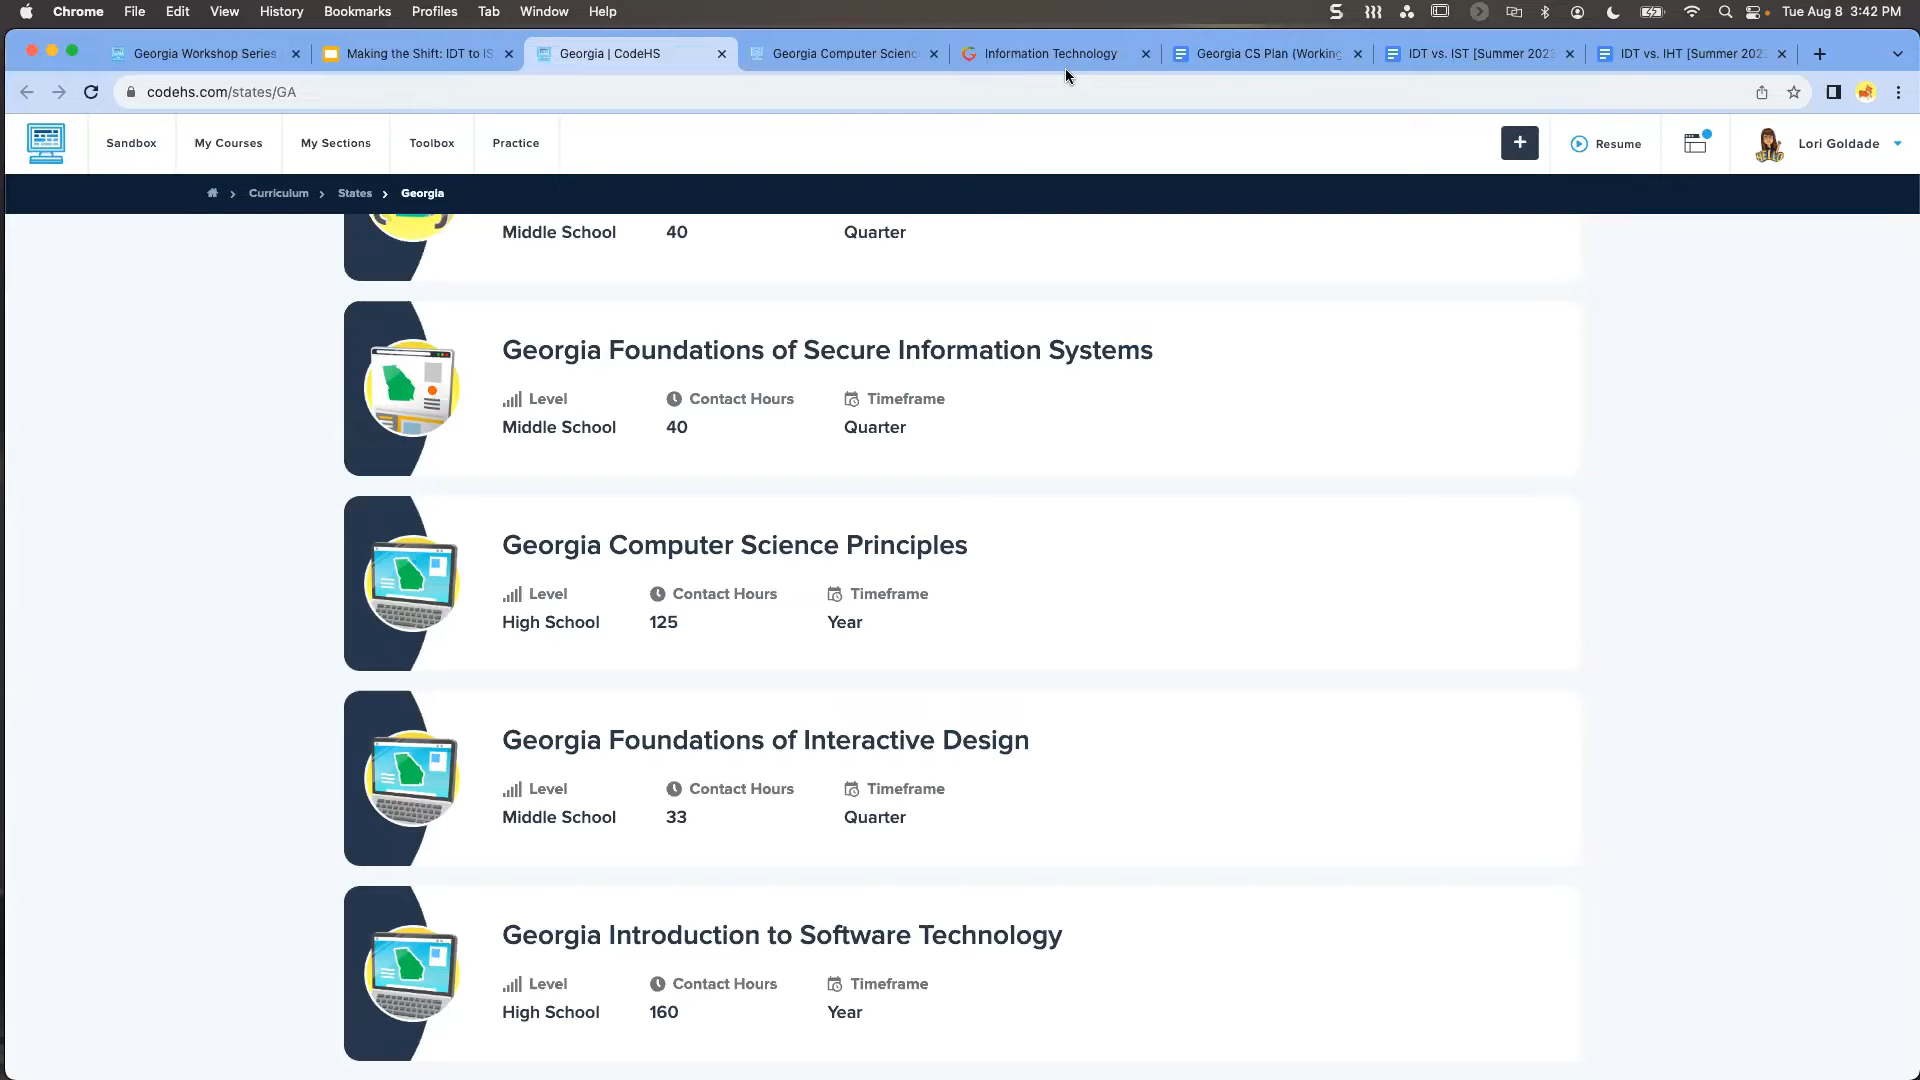 Chrome File Edit View History Bookmarks Profiles Tab Window Help Tue Aug 8 3:42 PM
Georgia Workshop Series Making the Shift: IDT to IS Georgia | CodeHS Georgia Computer Scienc Information Technology Georgia CS Plan (Working IDT vs. IST [Summer 202 IDT vs. IHT [Summer 202
codehs.com/states/GA
Sandbox My Courses My Sections Toolbox Practice + Resume HELLO Lori Goldade
Curriculum > States > Georgia
Middle School 40 Quarter
Georgia Foundations of Secure Information Systems
Level Contact Hours Timeframe
Middle School 40 Quarter
Georgia Computer Science Principles
Level Contact Hours Timeframe
High School 125 Year
Georgia Foundations of Interactive Design
Level Contact Hours Timeframe
Middle School 33 Quarter
Georgia Introduction to Software Technology
Level Contact Hours Timeframe
High School 160 Year